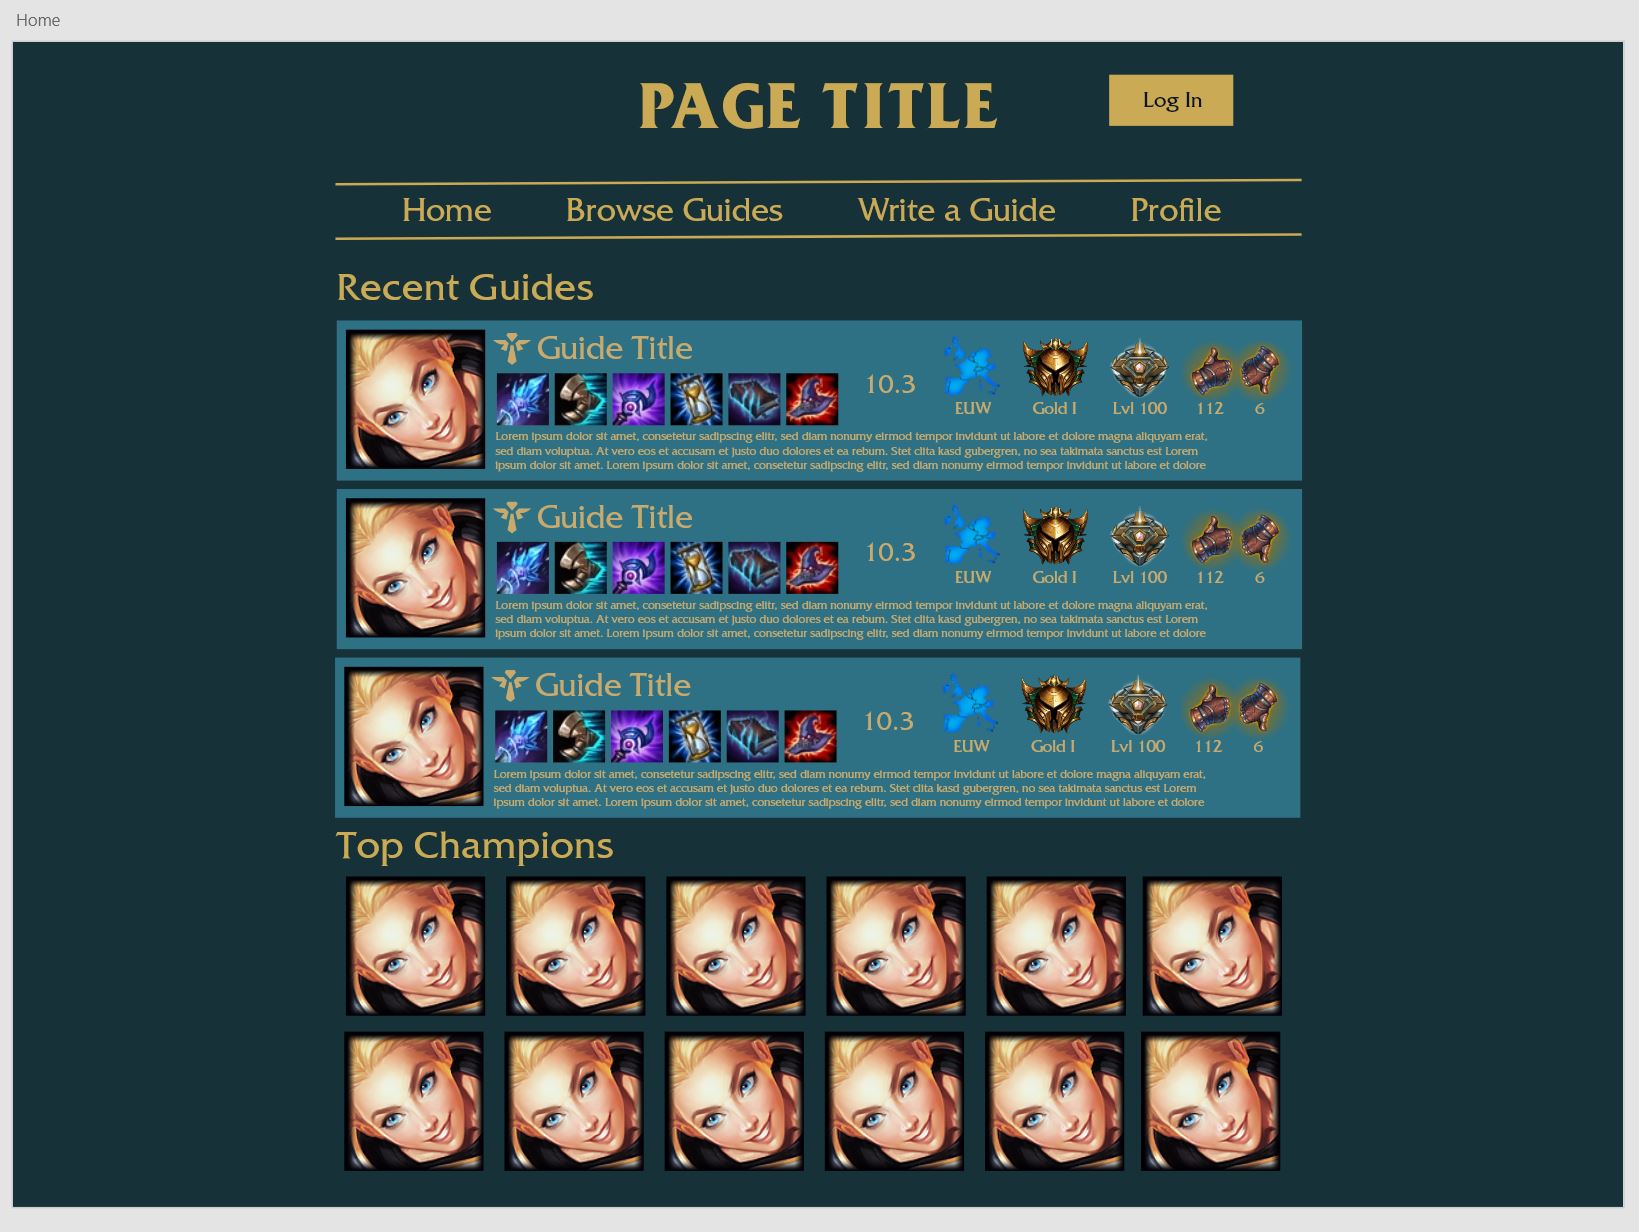 Home
PAGE TITLE
Log In
Home Browse Guides Write a Guide Profile
Recent Guides
Guide Title
10.3
EUW Gold I Lvl 100 112 6
Lorem ipsum dolor sit amet, consetetur sadipscing elitr, sed diam nonumy eirmod tempor invidunt ut labore et dolore magna aliquyam erat,
sed diam voluptua. At vero eos et accusam et justo duo dolores et ea rebum. Stet clita kasd gubergren, no sea takimata sanctus est Lorem
ipsum dolor sit amet. Lorem ipsum dolor sit amet, consetetur sadipscing elitr, sed diam nonumy eirmod tempor invidunt ut labore et dolore
Guide Title
10.3
EUW Gold I Lvl 100 112 6
Lorem ipsum dolor sit amet, consetetur sadipscing elitr, sed diam nonumy eirmod tempor invidunt ut labore et dolore magna aliquyam erat,
sed diam voluptua. At vero eos et accusam et justo duo dolores et ea rebum. Stet clita kasd gubergren, no sea takimata sanctus est Lorem
ipsum dolor sit amet. Lorem ipsum dolor sit amet, consetetur sadipscing elitr, sed diam nonumy eirmod tempor invidunt ut labore et dolore
Guide Title
10.3
EUW Gold I Lvl 100 112 6
Lorem ipsum dolor sit amet, consetetur sadipscing elitr, sed diam nonumy eirmod tempor invidunt ut labore et dolore magna aliquyam erat,
sed diam voluptua. At vero eos et accusam et justo duo dolores et ea rebum. Stet clita kasd gubergren, no sea takimata sanctus est Lorem
ipsum dolor sit amet. Lorem ipsum dolor sit amet, consetetur sadipscing elitr, sed diam nonumy eirmod tempor invidunt ut labore et dolore
Top Champions